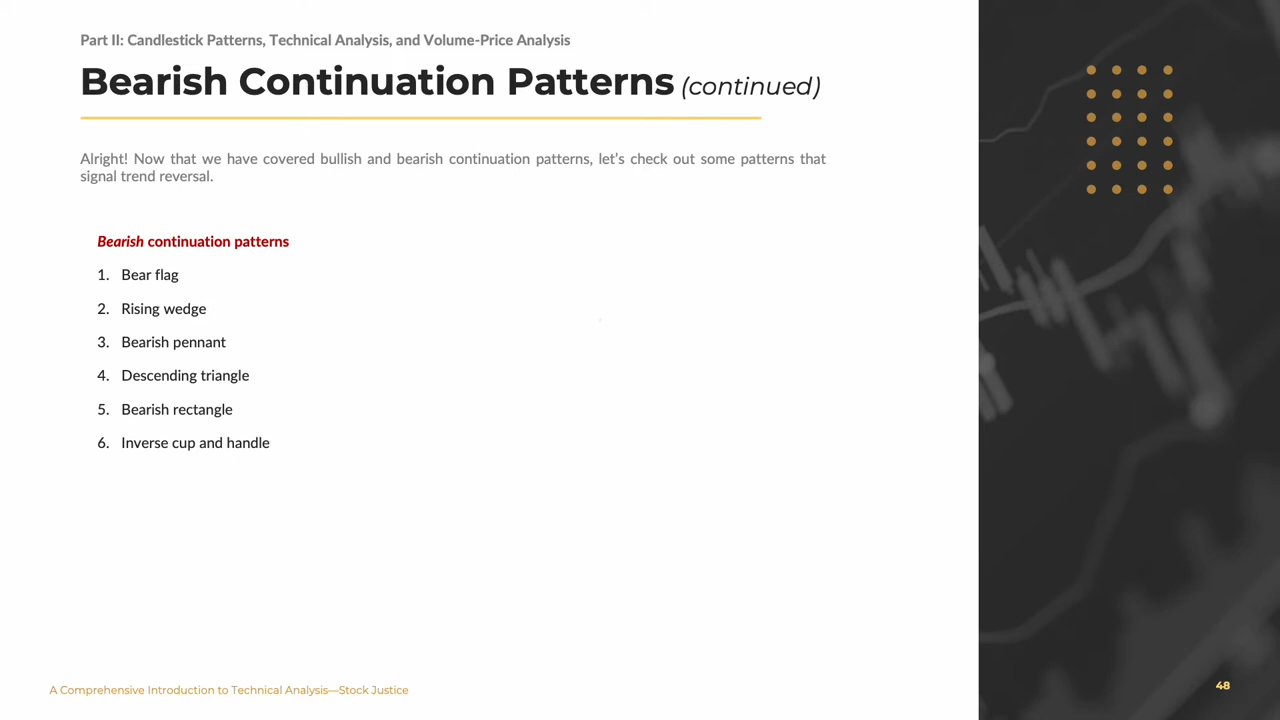 Part II: Candlestick Patterns, Technical Analysis, and Volume-Price Analysis
Bearish Continuation Patterns (continued)
Alright! Now that we have covered bullish and bearish continuation patterns, let's check out some patterns that
signal trend reversal.
Bearish continuation patterns
1. Bear flag
2. Rising wedge
3. Bearish pennant
4. Descending triangle
5. Bearish rectangle
6. Inverse cup and handle
A Comprehensive Introduction to Technical Analysis—Stock Justice
48